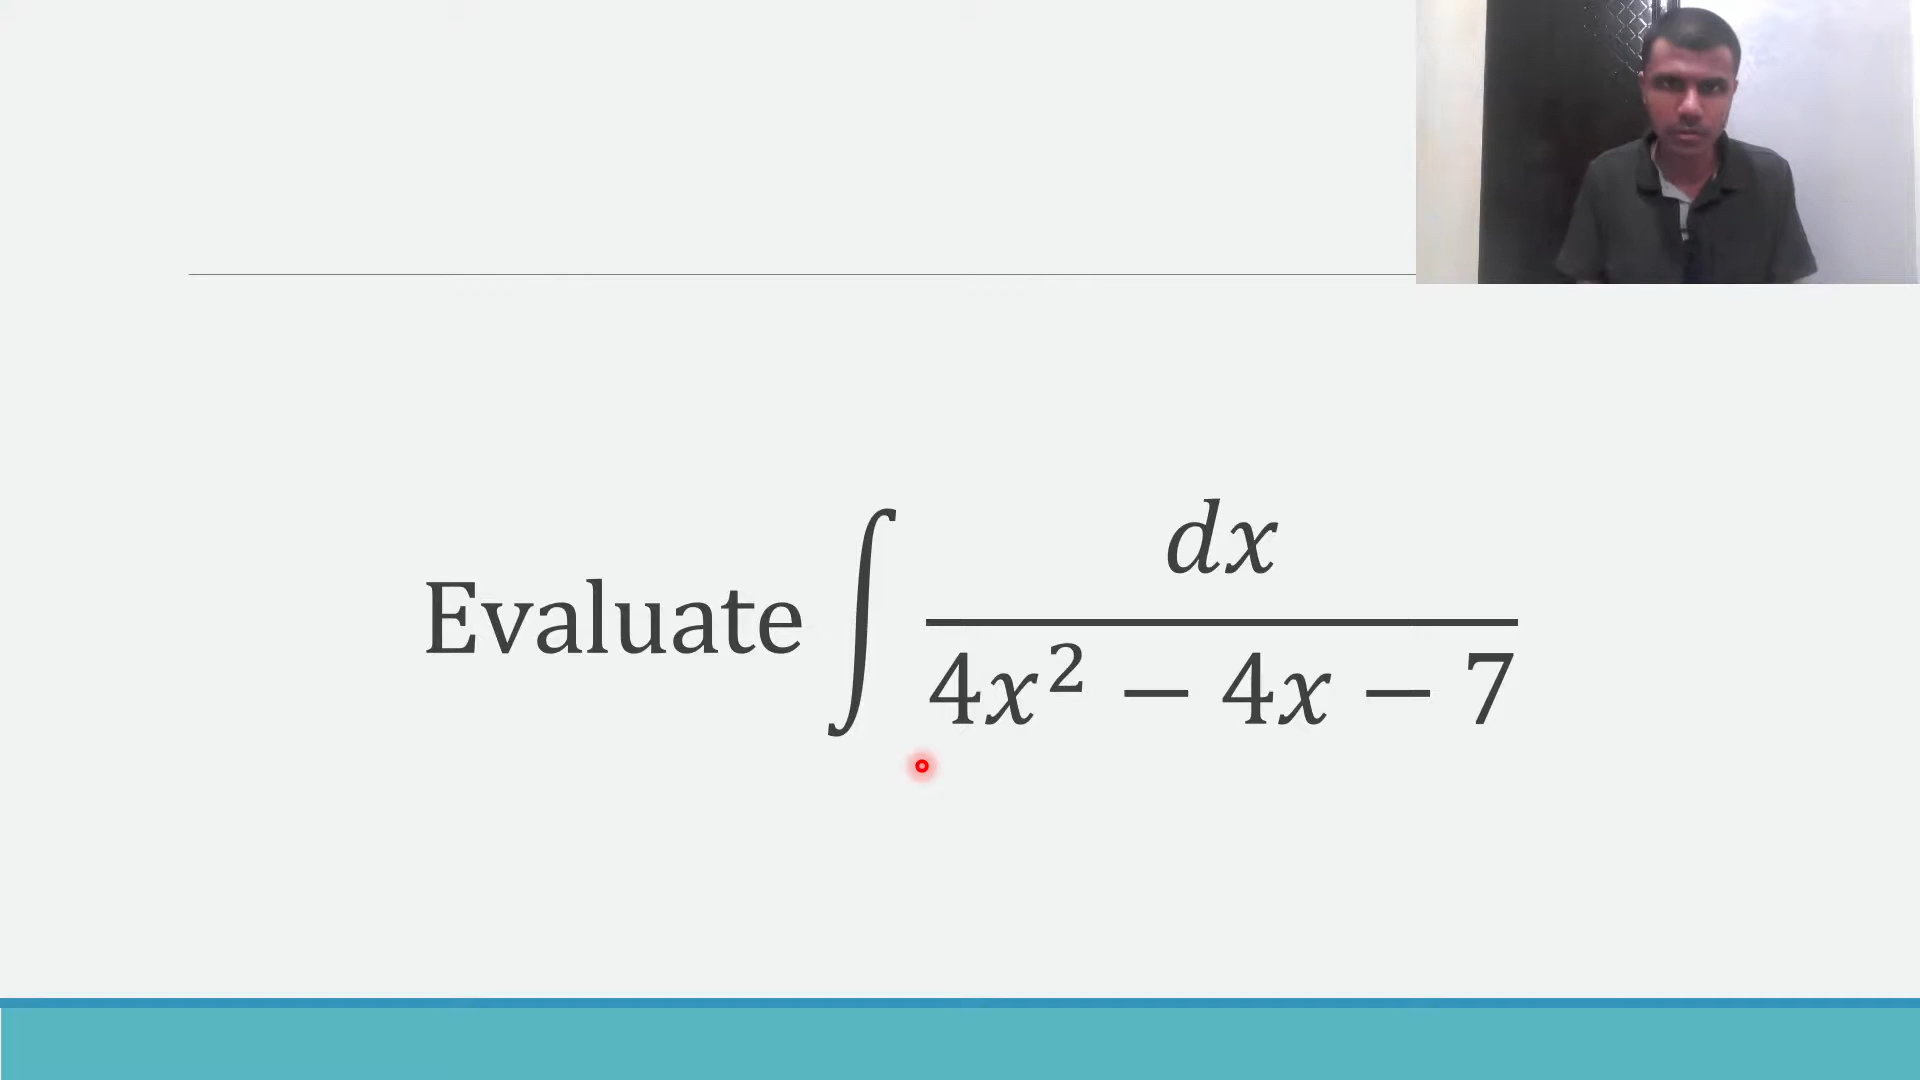 Evaluate ∫ dx / (4x² − 4x − 7)